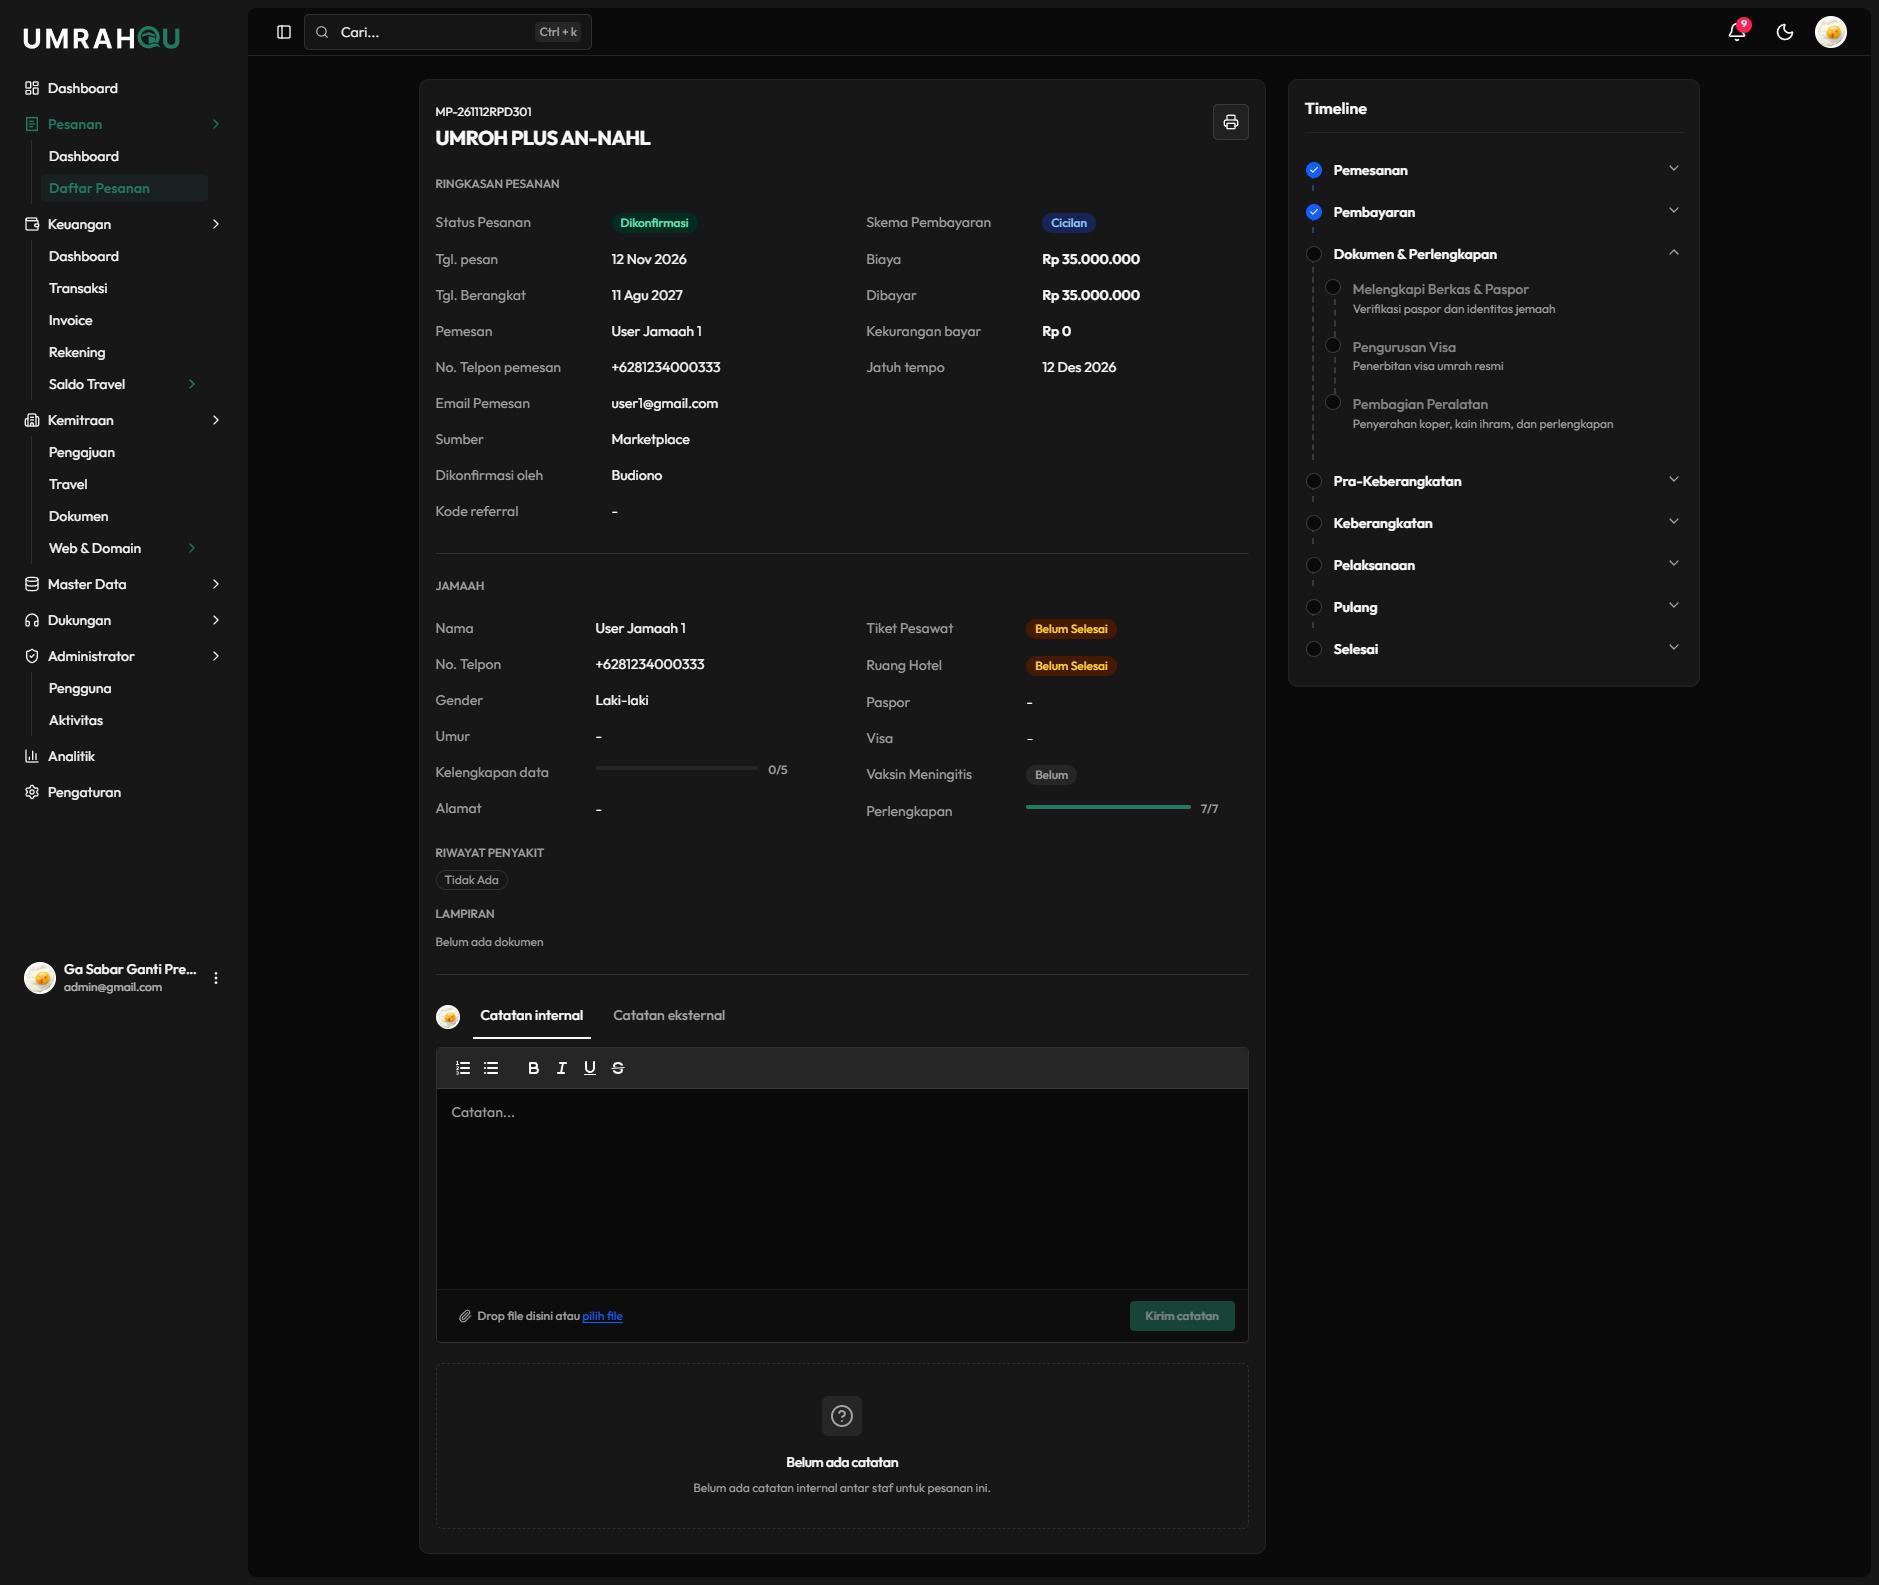 UMRAHQU
Dashboard
Pesanan
Dashboard
Daftar Pesanan
Keuangan
Dashboard
Transaksi
Invoice
Rekening
Saldo Travel
Kemitraan
Pengajuan
Travel
Dokumen
Web & Domain
Master Data
Dukungan
Administrator
Pengguna
Aktivitas
Analitik
Pengaturan
Ga Sabar Ganti Pre...
admin@gmail.com
Cari...
Ctrl + k
9
MP-261112RPD301
UMROH PLUS AN-NAHL
RINGKASAN PESANAN
Status Pesanan Dikonfirmasi
Tgl. pesan 12 Nov 2026
Tgl. Berangkat 11 Agu 2027
Pemesan User Jamaah 1
No. Telpon pemesan +6281234000333
Email Pemesan user1@gmail.com
Sumber Marketplace
Dikonfirmasi oleh Budiono
Kode referral -
Skema Pembayaran Cicilan
Biaya Rp 35.000.000
Dibayar Rp 35.000.000
Kekurangan bayar Rp 0
Jatuh tempo 12 Des 2026
JAMAAH
Nama User Jamaah 1
No. Telpon +6281234000333
Gender Laki-laki
Umur -
Kelengkapan data 0/5
Alamat -
Tiket Pesawat Belum Selesai
Ruang Hotel Belum Selesai
Paspor -
Visa -
Vaksin Meningitis Belum
Perlengkapan 7/7
RIWAYAT PENYAKIT
Tidak Ada
LAMPIRAN
Belum ada dokumen
Catatan internal Catatan eksternal
B I U S
Catatan...
Drop file disini atau pilih file
Kirim catatan
Belum ada catatan
Belum ada catatan internal antar staf untuk pesanan ini.
Timeline
Pemesanan
Pembayaran
Dokumen & Perlengkapan
Melengkapi Berkas & Paspor
Verifikasi paspor dan identitas jemaah
Pengurusan Visa
Penerbitan visa umrah resmi
Pembagian Peralatan
Penyerahan koper, kain ihram, dan perlengkapan
Pra-Keberangkatan
Keberangkatan
Pelaksanaan
Pulang
Selesai